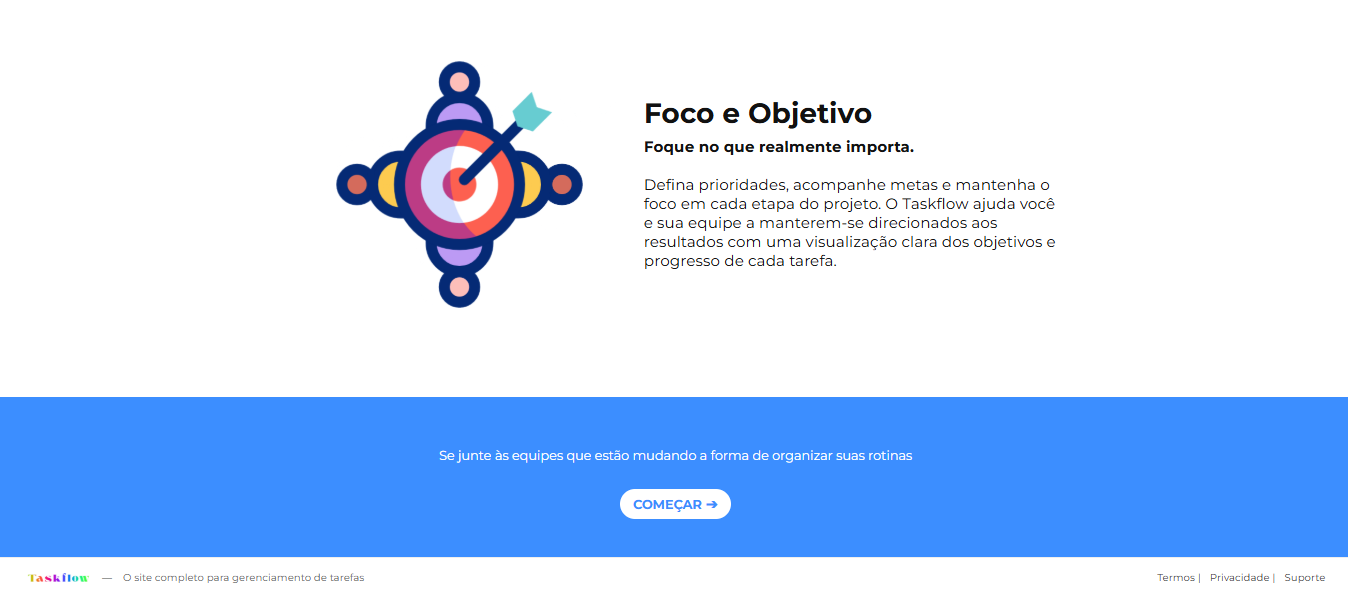 Foco e Objetivo
Foque no que realmente importa.
Defina prioridades, acompanhe metas e mantenha o
foco em cada etapa do projeto. O Taskflow ajuda você
e sua equipe a manterem-se direcionados aos
resultados com uma visualização clara dos objetivos e
progresso de cada tarefa.
Se junte às equipes que estão mudando a forma de organizar suas rotinas
COMEÇAR ➔
Taskflow — O site completo para gerenciamento de tarefas
Termos | Privacidade | Suporte